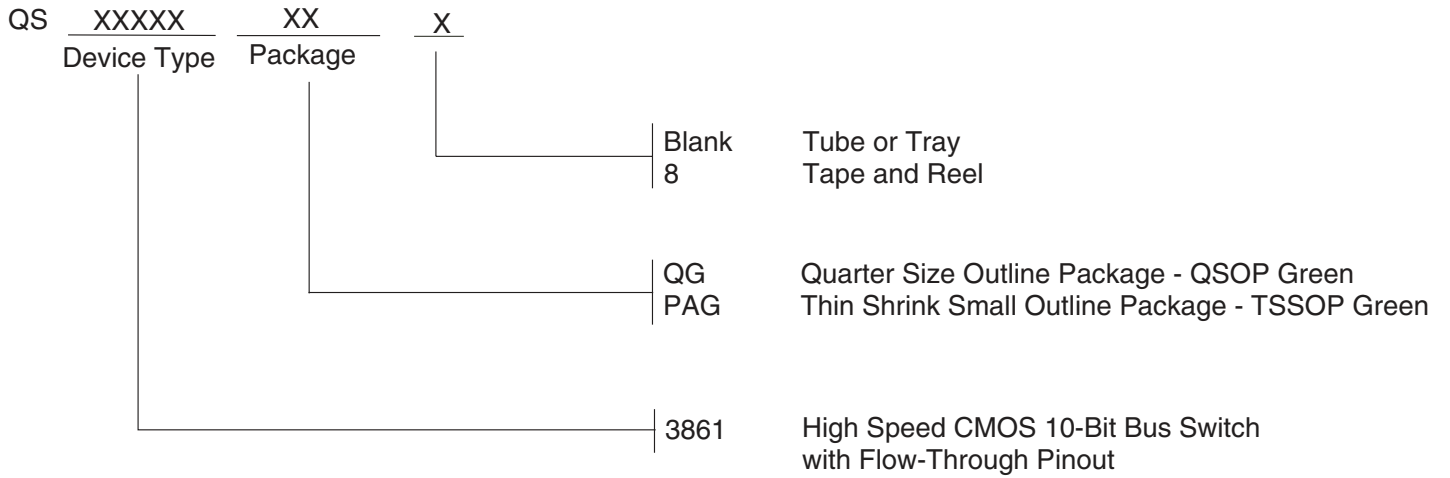 QS XXXXX XX X
Device Type Package
Blank Tube or Tray
8 Tape and Reel
QG Quarter Size Outline Package - QSOP Green
PAG Thin Shrink Small Outline Package - TSSOP Green
3861 High Speed CMOS 10-Bit Bus Switch
with Flow-Through Pinout